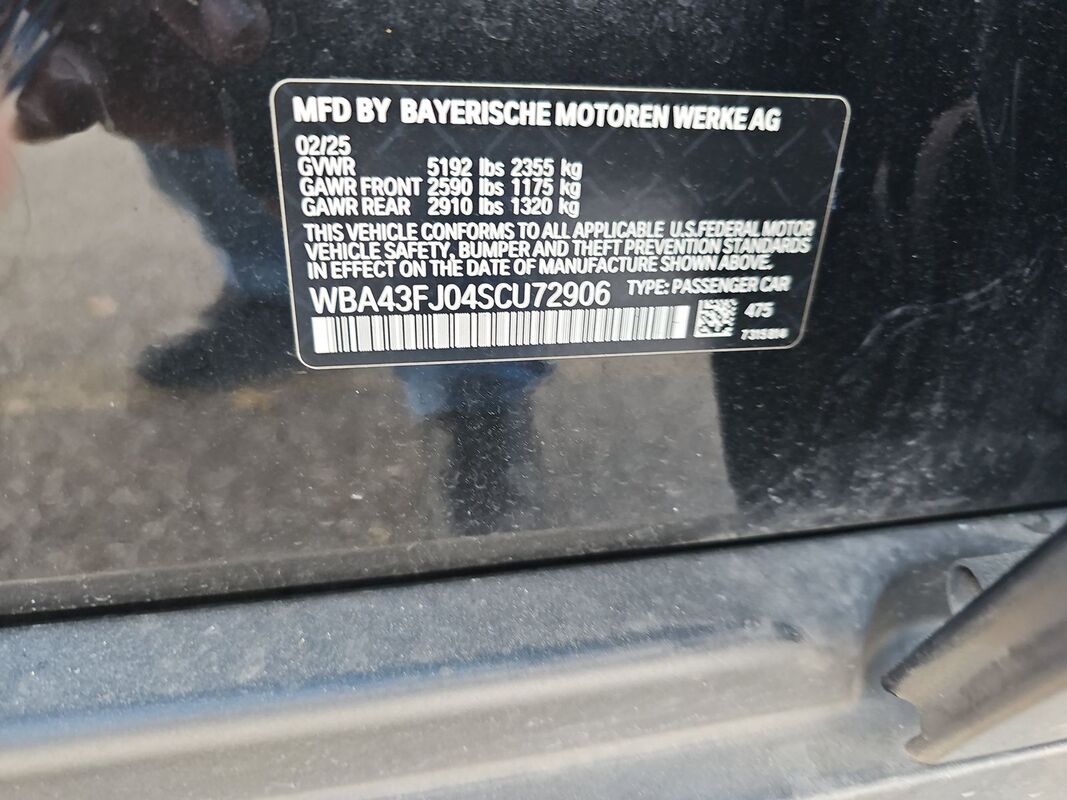 MFD BY BAYERISCHE MOTOREN WERKE AG
02/25
GVWR 5192 lbs 2355 kg
GAWR FRONT 2590 lbs 1175 kg
GAWR REAR 2910 lbs 1320 kg
THIS VEHICLE CONFORMS TO ALL APPLICABLE U.S.FEDERAL MOTOR
VEHICLE SAFETY, BUMPER AND THEFT PREVENTION STANDARDS
IN EFFECT ON THE DATE OF MANUFACTURE SHOWN ABOVE.
WBA43FJ04SCU72906 TYPE: PASSENGER CAR
475